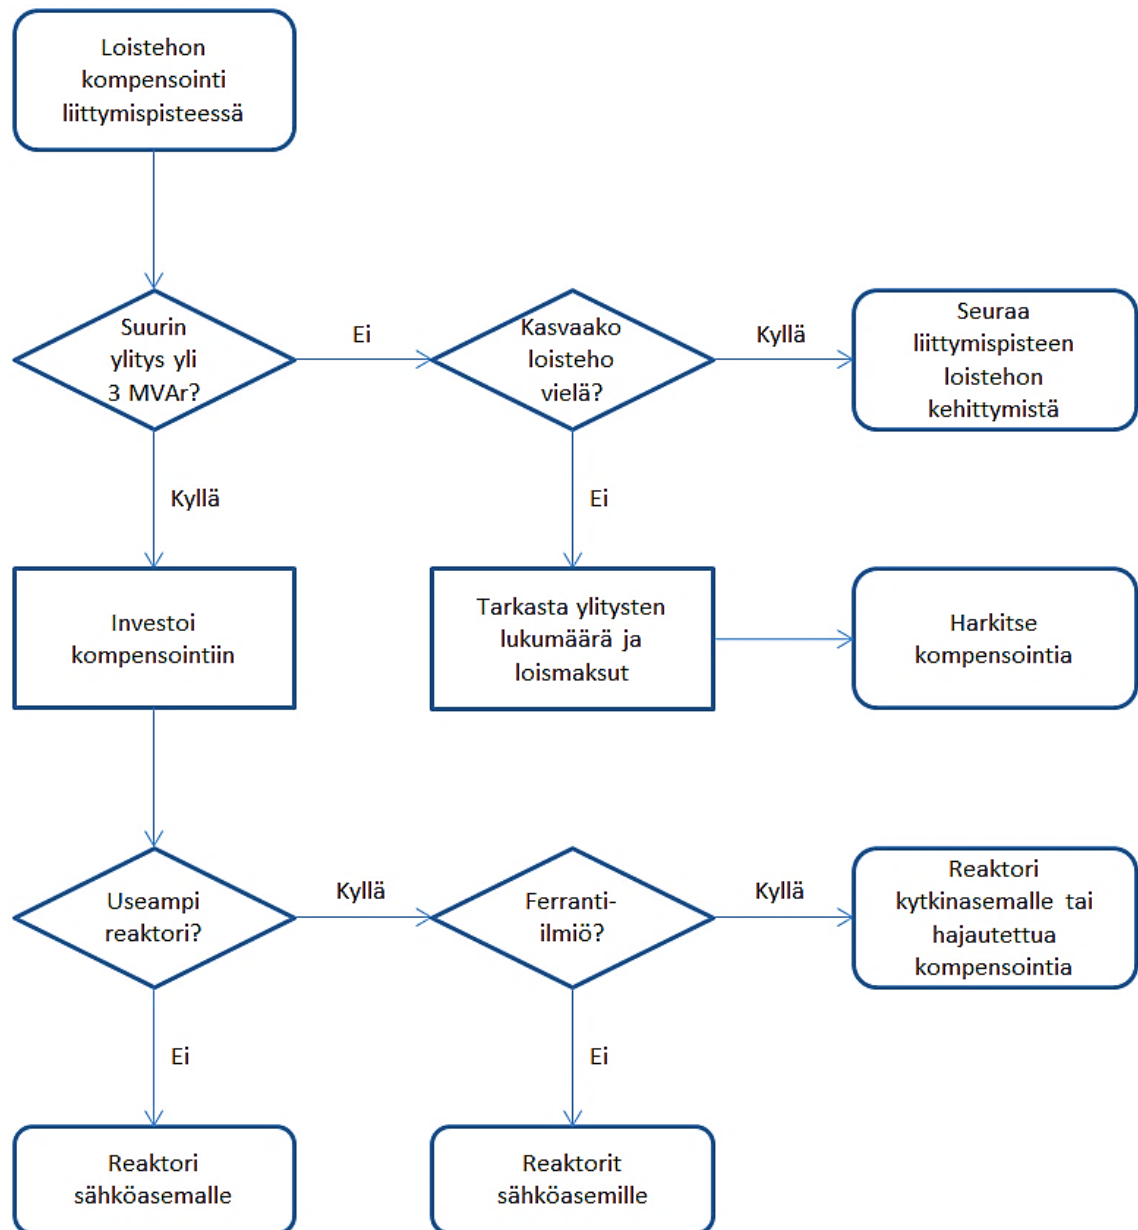 Loistehon
kompensointi
liittymispisteessä
Suurin
ylitys yli
3 MVAr?
Ei
Kasvaako
loisteho
vielä?
Kyllä
Seuraa
liittymispisteen
loistehon
kehittymistä
Kyllä
Ei
Investoi
kompensointiin
Tarkasta ylitysten
lukumäärä ja
loismaksut
Harkitse
kompensointia
Useampi
reaktori?
Kyllä
Ferranti-
ilmiö?
Kyllä
Reaktori
kytkinasemalle tai
hajautettua
kompensointia
Ei
Ei
Reaktori
sähköasemalle
Reaktorit
sähköasemille